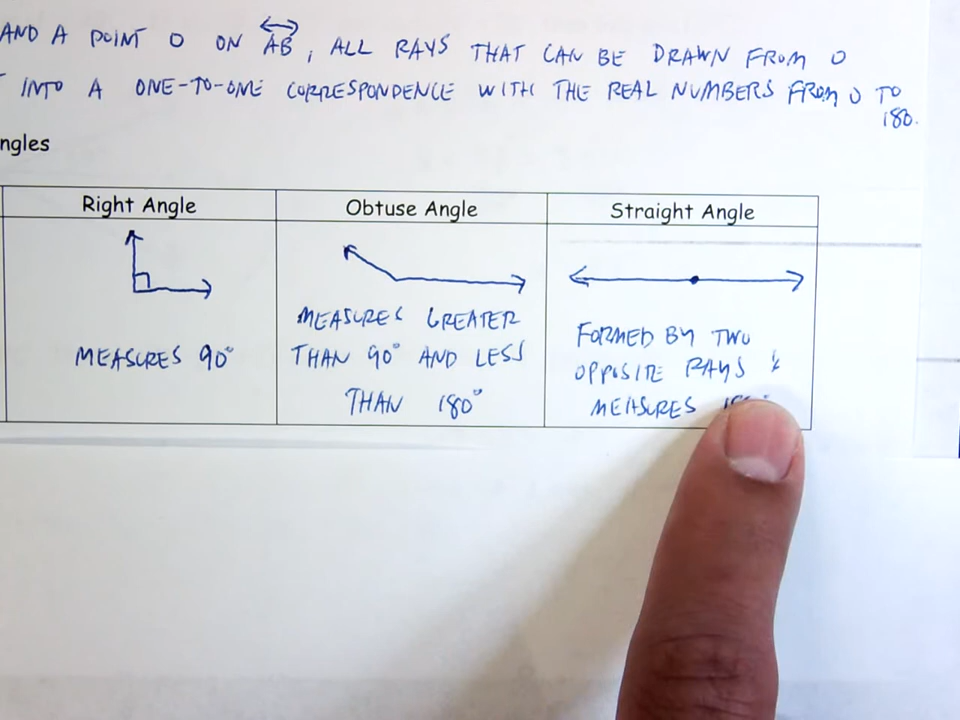 AND A POINT O ON AB, ALL RAYS THAT CAN BE DRAWN FROM O
INTO A ONE-TO-ONE CORRESPONDENCE WITH THE REAL NUMBERS FROM 0 TO
180.
ngles
Right Angle
MEASURES 90°
Obtuse Angle
MEASURES GREATER
THAN 90° AND LESS
THAN 180°
Straight Angle
FORMED BY TWO
OPPOSITE RAYS &
MEASURES